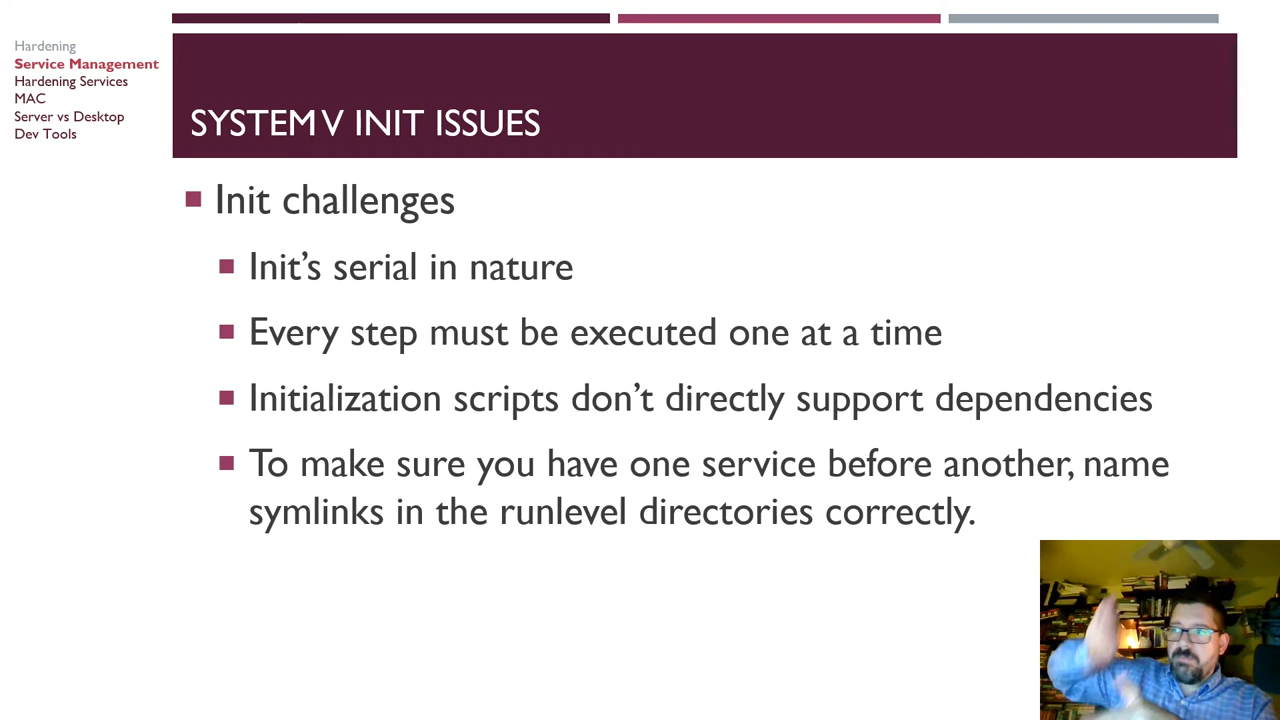 Hardening
Service Management
Hardening Services
MAC
Server vs Desktop
Dev Tools
SYSTEM V INIT ISSUES
Init challenges
Init’s serial in nature
Every step must be executed one at a time
Initialization scripts don’t directly support dependencies
To make sure you have one service before another, name
symlinks in the runlevel directories correctly.